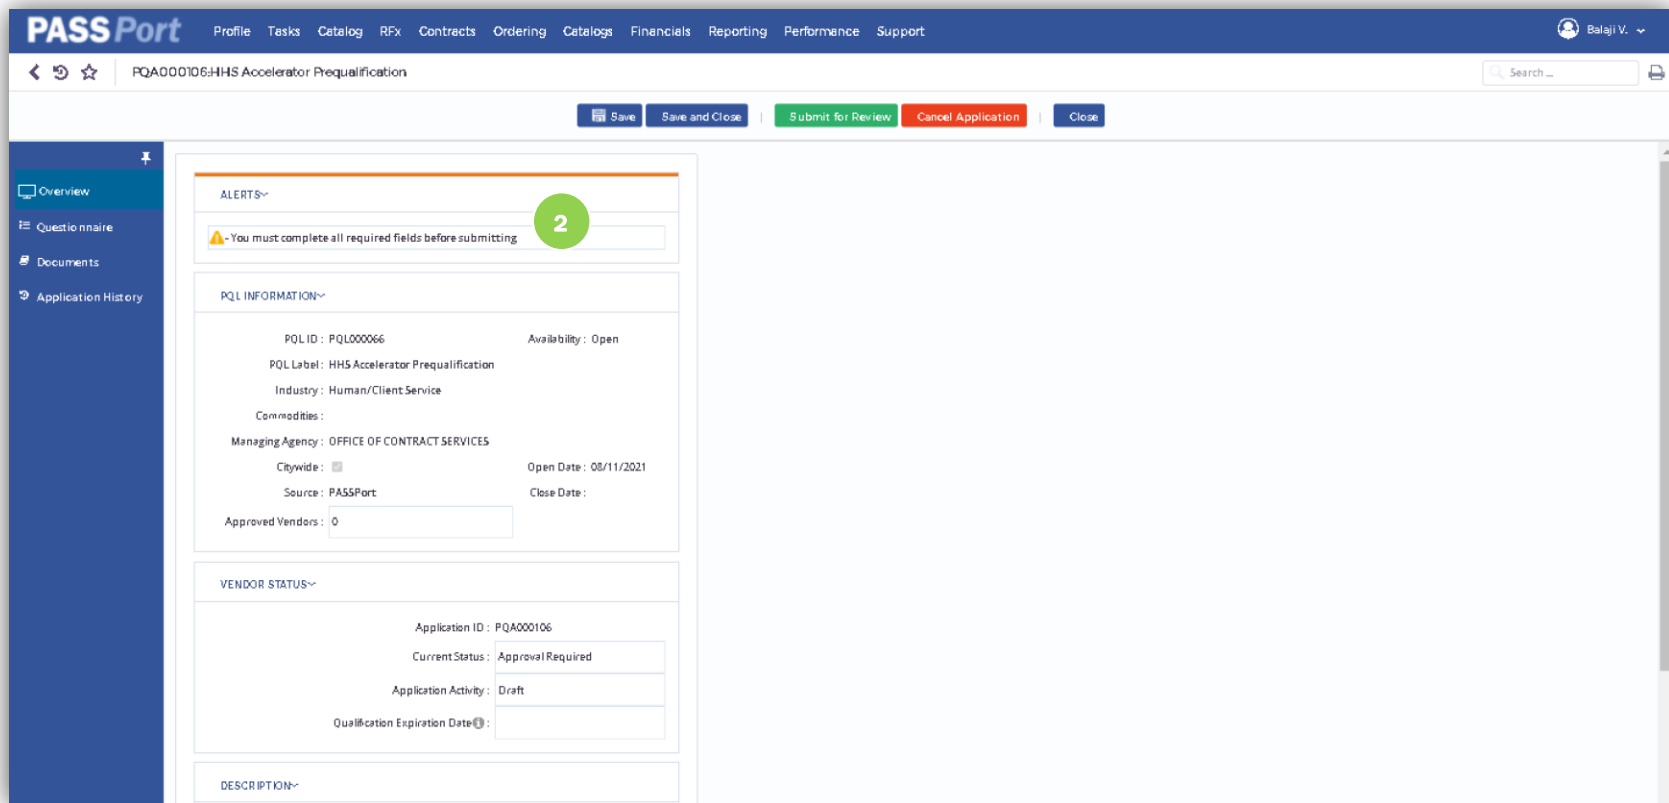 PASSPort Profile Tasks Catalog RFx Contracts Ordering Catalogs Financials Reporting Performance Support Balaji V.
PQA000106:HHS Accelerator Prequalification Search ...
Save Save and Close | Submit for Review Cancel Application | Close
Overview
Questionnaire
Documents
Application History
ALERTS
2
- You must complete all required fields before submitting
PQL INFORMATION
PQL ID : PQL000066 Availability : Open
PQL Label : HHS Accelerator Prequalification
Industry : Human/Client Service
Commodities :
Managing Agency : OFFICE OF CONTRACT SERVICES
Citywide : Open Date : 08/11/2021
Source : PASSPort Close Date :
Approved Vendors : 0
VENDOR STATUS
Application ID : PQA000106
Current Status : Approval Required
Application Activity : Draft
Qualification Expiration Date :
DESCRIPTION